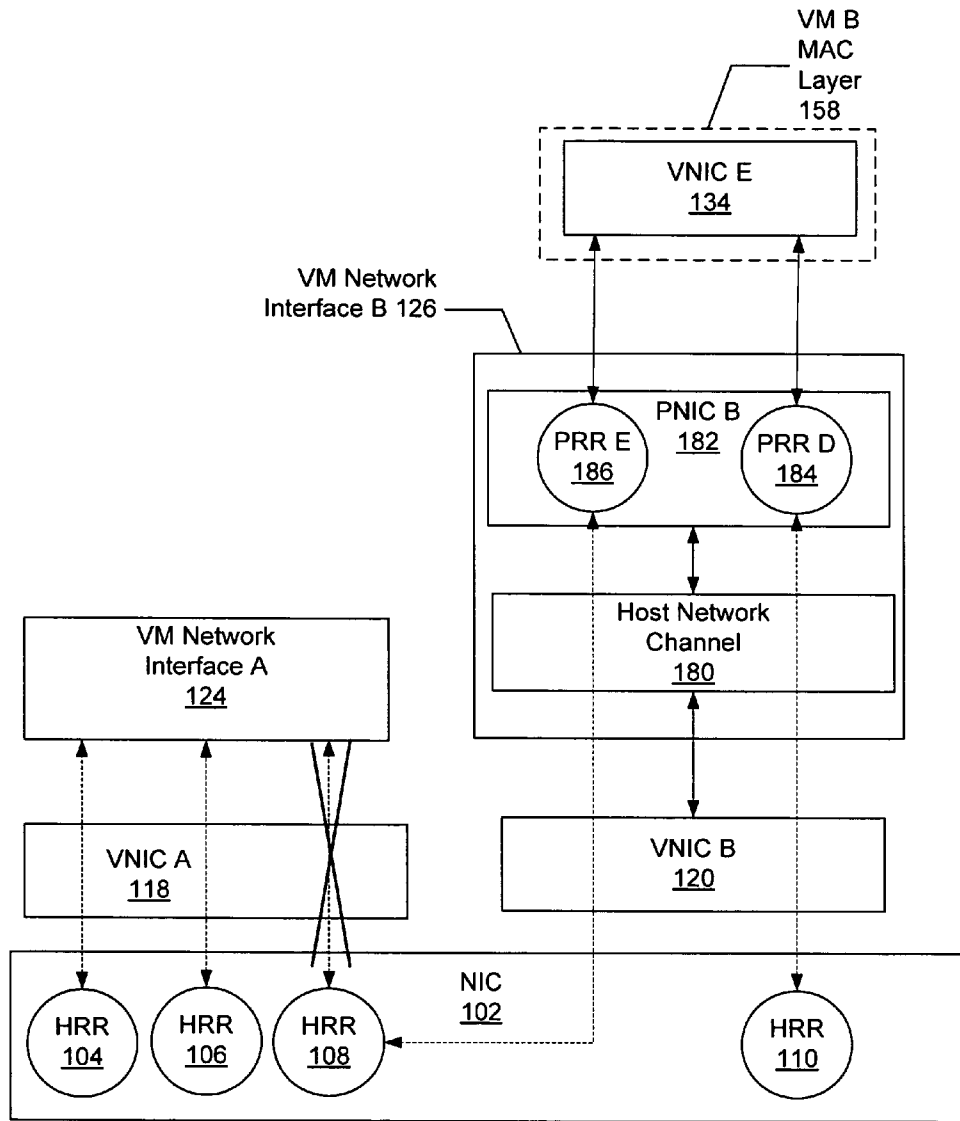 VM B
MAC
Layer
158
VNIC E
134
VM Network
Interface B 126
PNIC B
182
PRR E
186
PRR D
184
Host Network
Channel
180
VM Network
Interface A
124
VNIC A
118
VNIC B
120
NIC
102
HRR
104
HRR
106
HRR
108
HRR
110